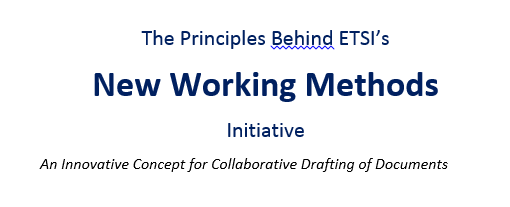 The Principles Behind ETSI’s
New Working Methods
Initiative
An Innovative Concept for Collaborative Drafting of Documents